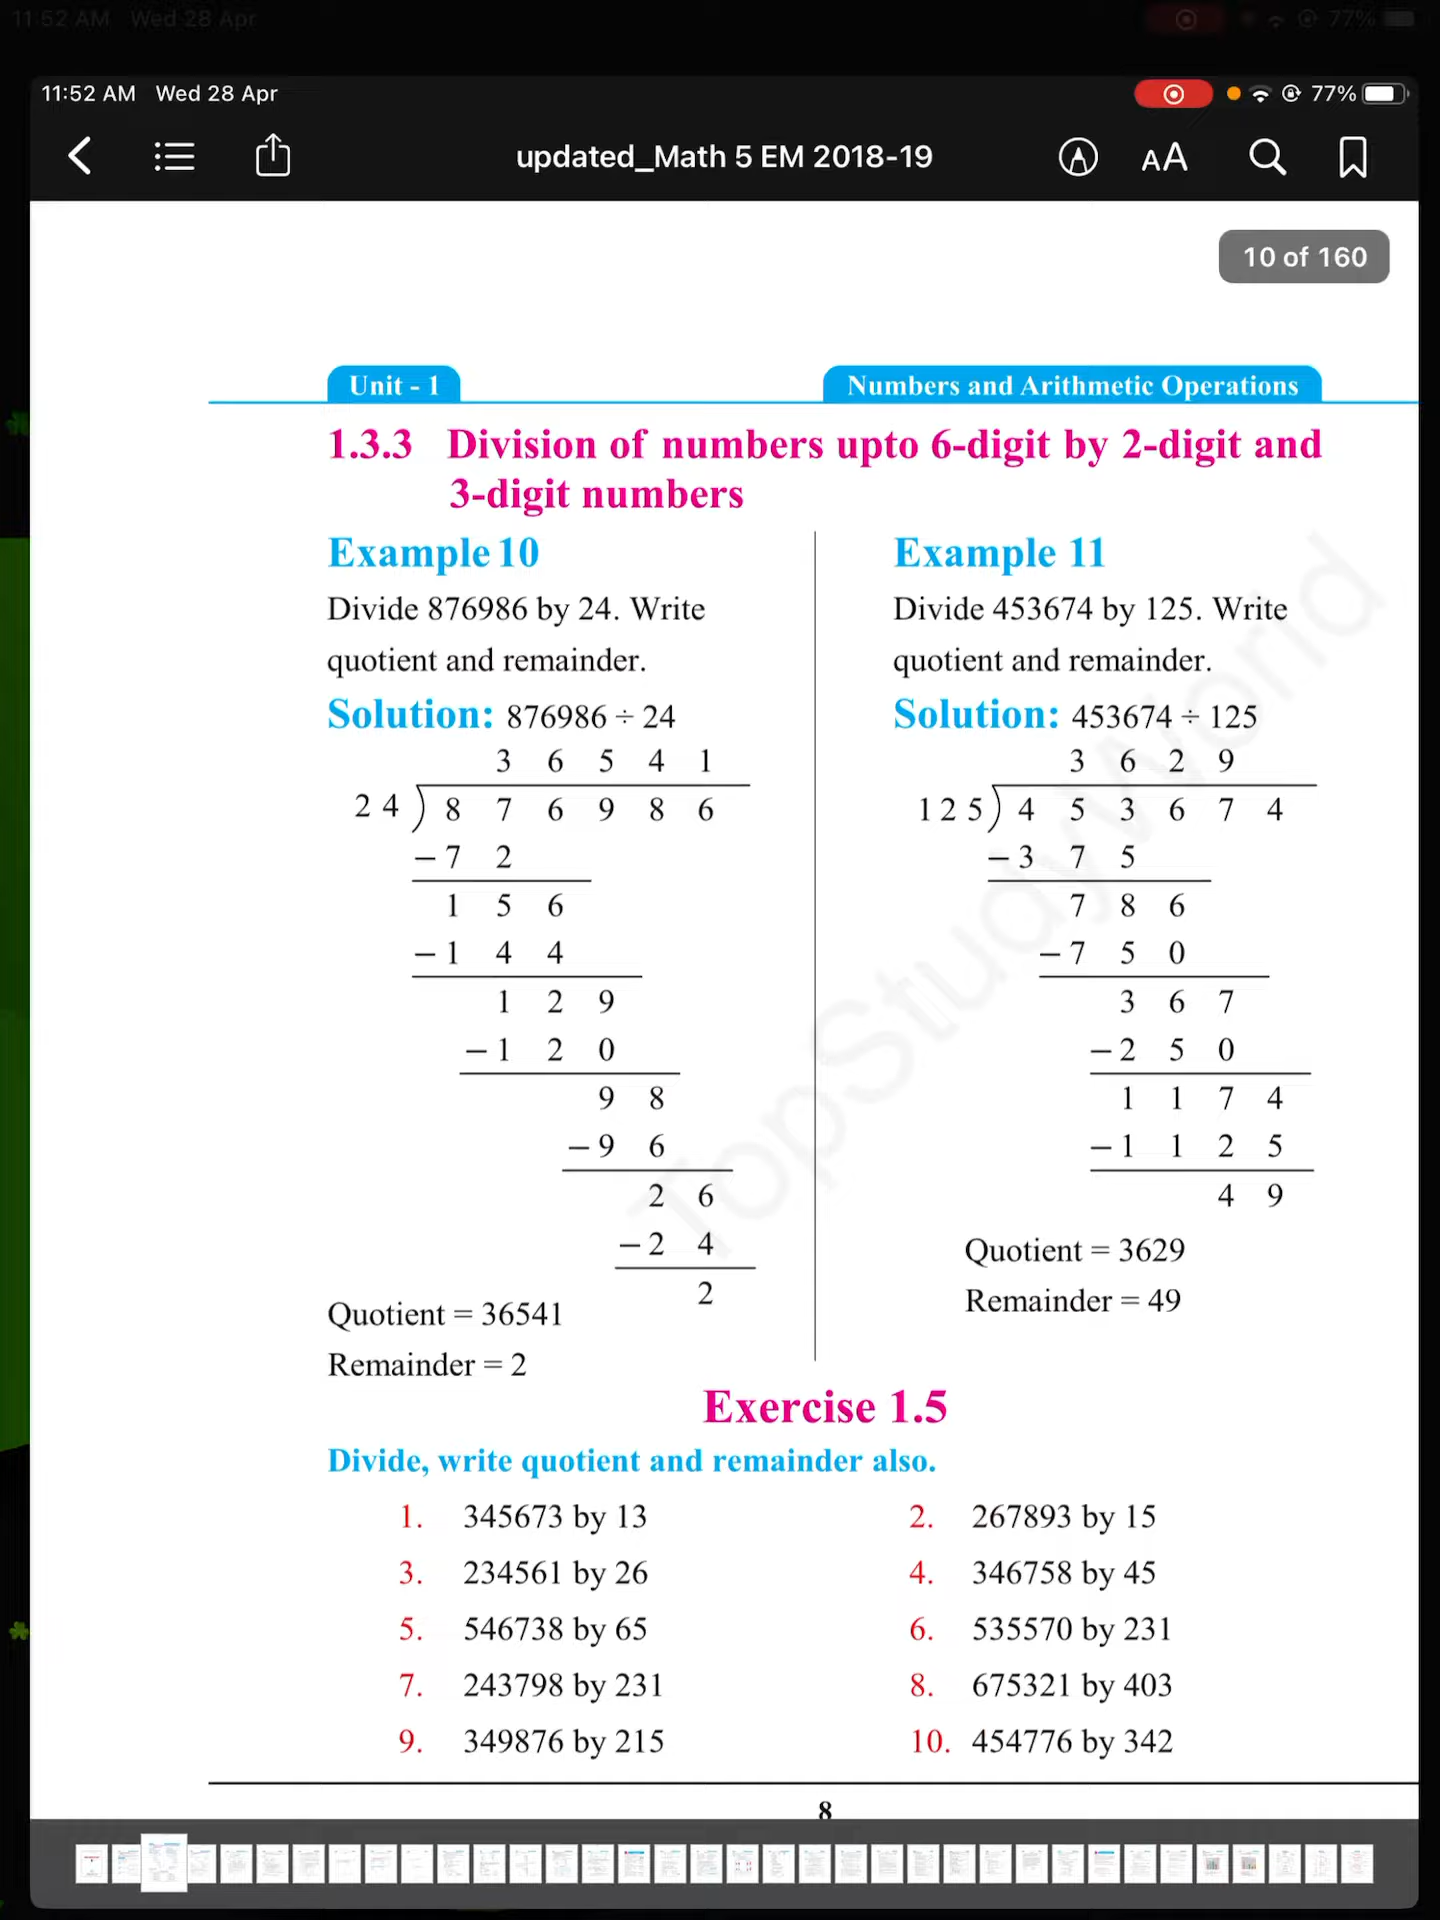 11:52 AM Wed 28 Apr
77%
11:52 AM Wed 28 Apr
77%
updated_Math 5 EM 2018-19
AA
10 of 160
Unit - 1
Numbers and Arithmetic Operations
1.3.3 Division of numbers upto 6-digit by 2-digit and
3-digit numbers
Example 10
Divide 876986 by 24. Write
quotient and remainder.
Solution: 876986 ÷ 24
3 6 5 4 1
2 4 ) 8 7 6 9 8 6
− 7 2
1 5 6
− 1 4 4
1 2 9
− 1 2 0
9 8
− 9 6
2 6
− 2 4
2
Quotient = 36541
Remainder = 2
Example 11
Divide 453674 by 125. Write
quotient and remainder.
Solution: 453674 ÷ 125
3 6 2 9
1 2 5 ) 4 5 3 6 7 4
− 3 7 5
7 8 6
− 7 5 0
3 6 7
− 2 5 0
1 1 7 4
− 1 1 2 5
4 9
Quotient = 3629
Remainder = 49
TopStudyWorld
Exercise 1.5
Divide, write quotient and remainder also.
1. 345673 by 13
2. 267893 by 15
3. 234561 by 26
4. 346758 by 45
5. 546738 by 65
6. 535570 by 231
7. 243798 by 231
8. 675321 by 403
9. 349876 by 215
10. 454776 by 342
8